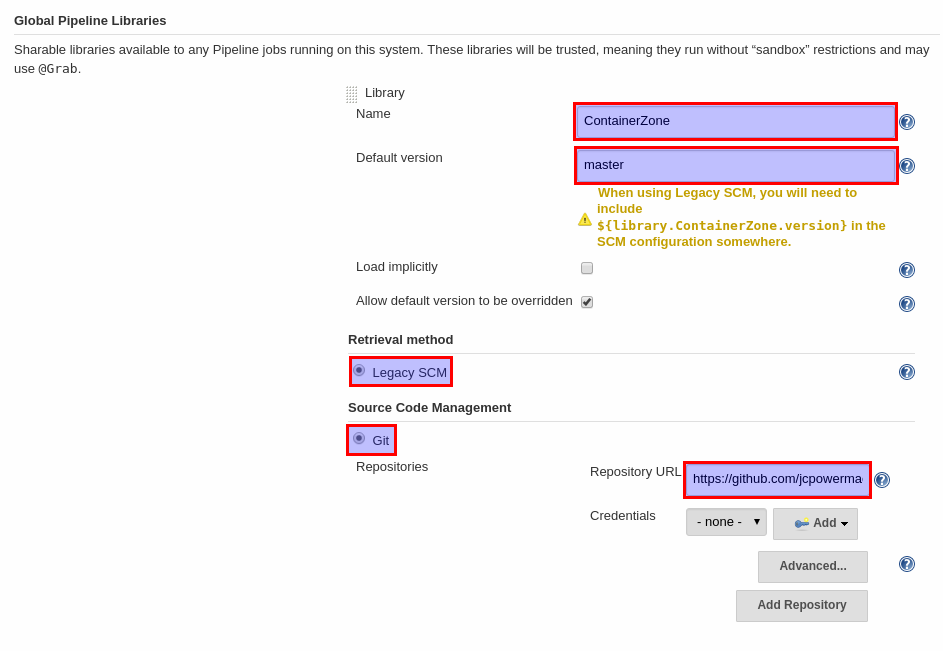 Global Pipeline Libraries
Sharable libraries available to any Pipeline jobs running on this system. These libraries will be trusted, meaning they run without “sandbox” restrictions and may
use @Grab.
Library
Name
ContainerZone
Default version
master
When using Legacy SCM, you will need to
include
${library.ContainerZone.version} in the
SCM configuration somewhere.
Load implicitly
Allow default version to be overridden
Retrieval method
Legacy SCM
Source Code Management
Git
Repositories
Repository URL
https://github.com/jcpowerma
Credentials
- none -
Add
Advanced...
Add Repository